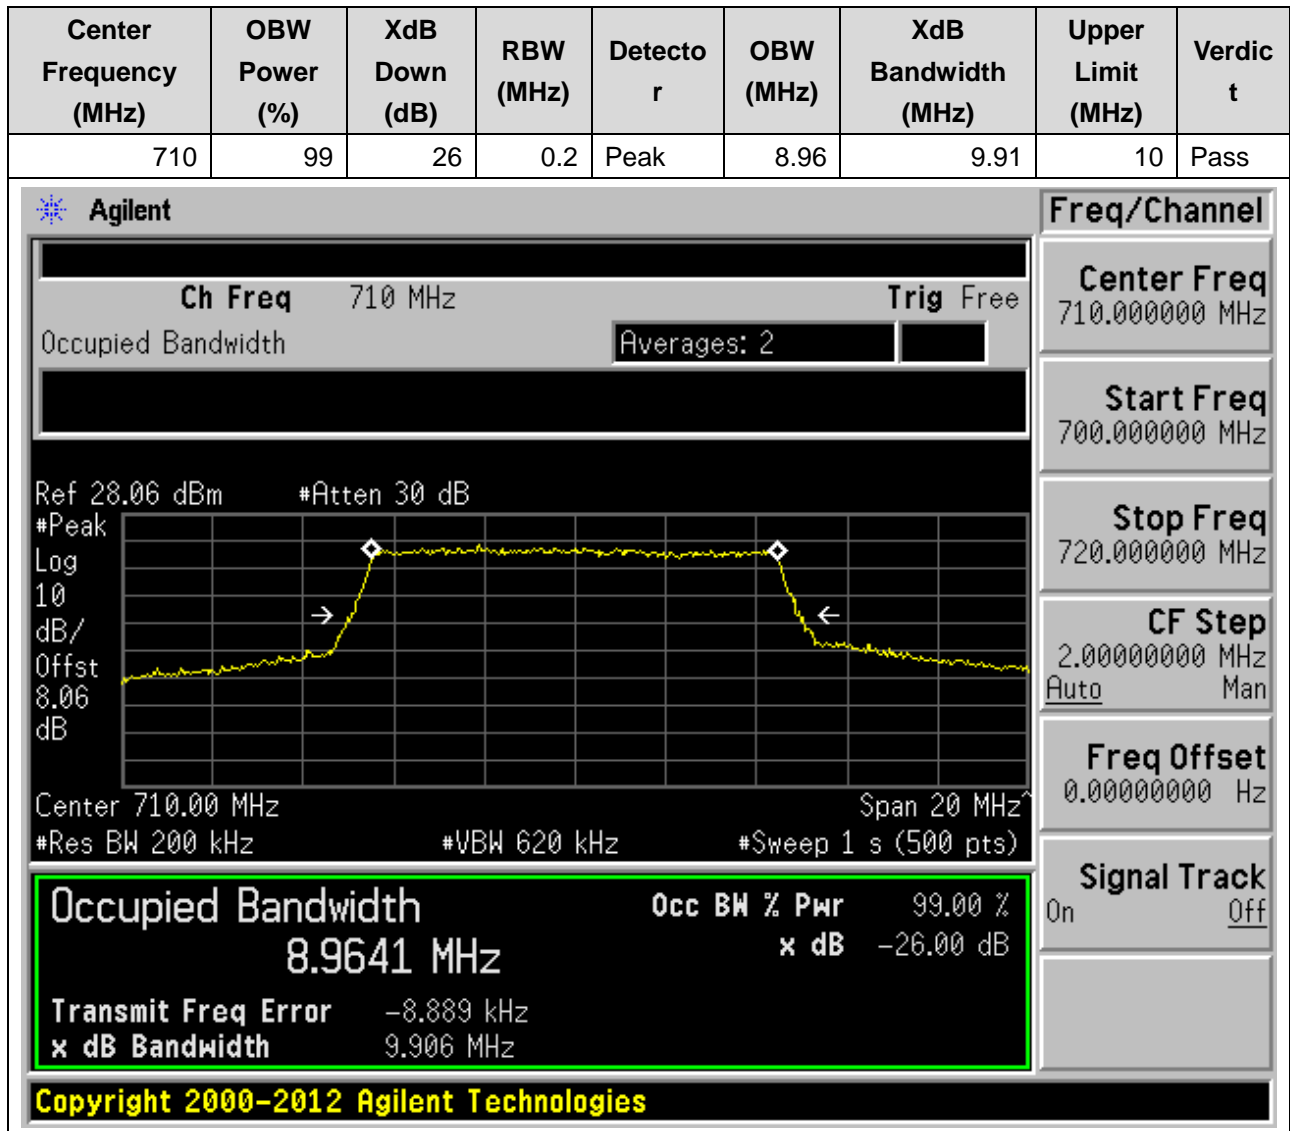 Center Frequency (MHz) OBW Power (%) XdB Down (dB) RBW (MHz) Detector OBW (MHz) XdB Bandwidth (MHz) Upper Limit (MHz) Verdict
710 99 26 0.2 Peak 8.96 9.91 10 Pass
Agilent
Freq/Channel
Ch Freq 710 MHz Trig Free
Occupied Bandwidth Averages: 2
Center Freq
710.000000 MHz
Start Freq
700.000000 MHz
Stop Freq
720.000000 MHz
CF Step
2.00000000 MHz
Auto Man
Freq Offset
0.00000000 Hz
Signal Track
On Off
Ref 28.06 dBm #Atten 30 dB
#Peak
Log
10
dB/
Offst
8.06
dB
Center 710.00 MHz Span 20 MHz^
#Res BW 200 kHz #VBW 620 kHz #Sweep 1 s (500 pts)
Occupied Bandwidth Occ BW % Pwr 99.00 %
8.9641 MHz x dB -26.00 dB
Transmit Freq Error -8.889 kHz
x dB Bandwidth 9.906 MHz
Copyright 2000-2012 Agilent Technologies